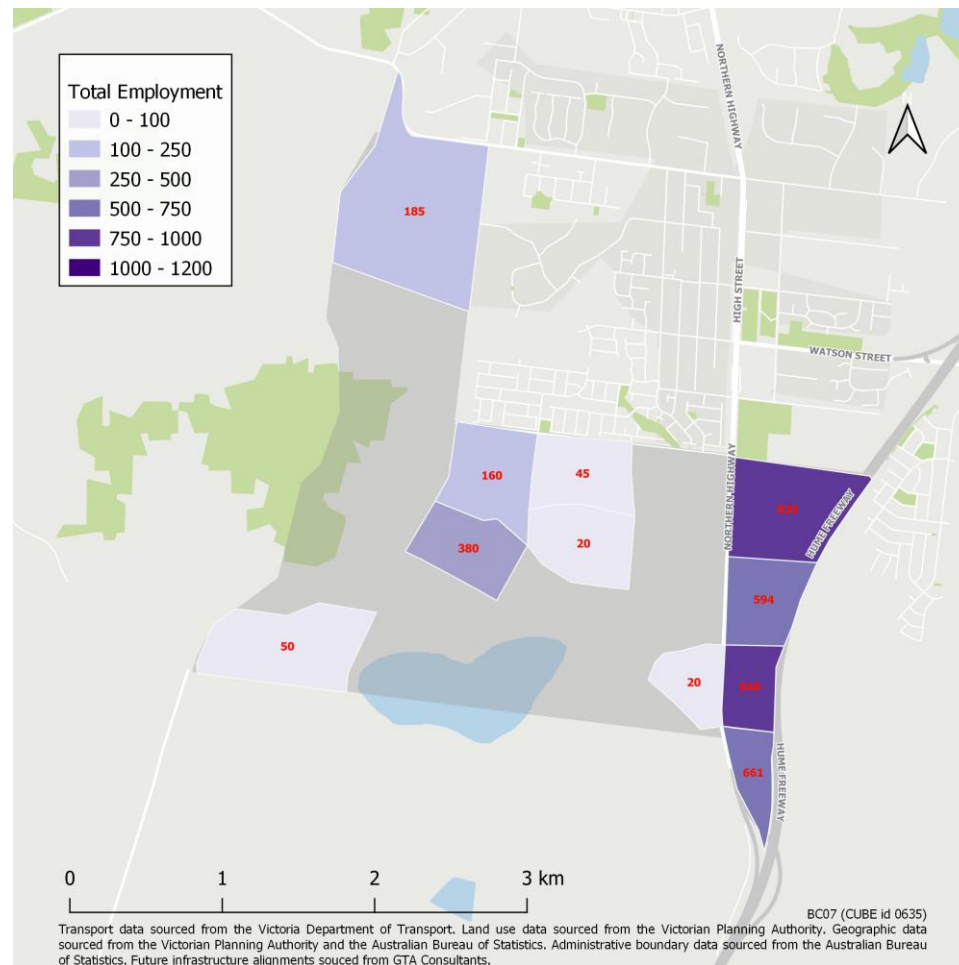 NORTHERN HIGHWAY
Total Employment
0 - 100
100 - 250
250 - 500
500 - 750
750 - 1000
1000 - 1200
185
HIGH STREET
WATSON STREET
160
45
NORTHERN HIGHWAY
HUME FREEWAY
380
20
594
50
20
661
HUME FREEWAY
0 1 2 3 km
BC07 (CUBE id 0635)
Transport data sourced from the Victoria Department of Transport. Land use data sourced from the Victorian Planning Authority. Geographic data
sourced from the Victorian Planning Authority and the Australian Bureau of Statistics. Administrative boundary data sourced from the Australian Bureau
of Statistics. Future infrastructure alignments souced from GTA Consultants.